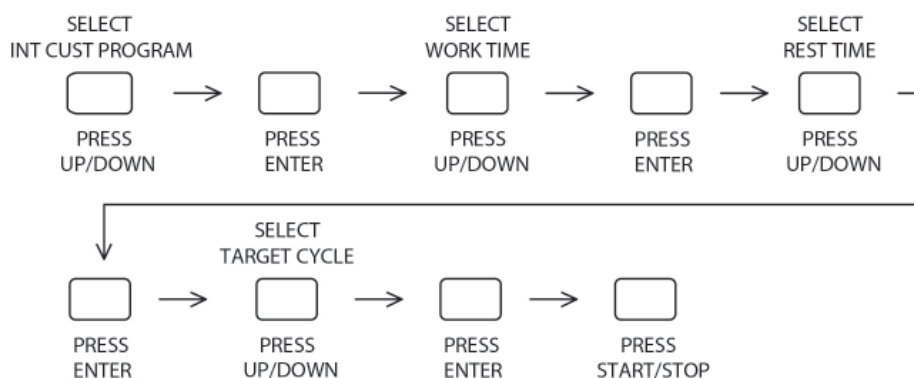 SELECT
INT CUST PROGRAM
PRESS
UP/DOWN
PRESS
ENTER
SELECT
WORK TIME
PRESS
UP/DOWN
PRESS
ENTER
SELECT
REST TIME
PRESS
UP/DOWN
PRESS
ENTER
SELECT
TARGET CYCLE
PRESS
UP/DOWN
PRESS
ENTER
PRESS
START/STOP